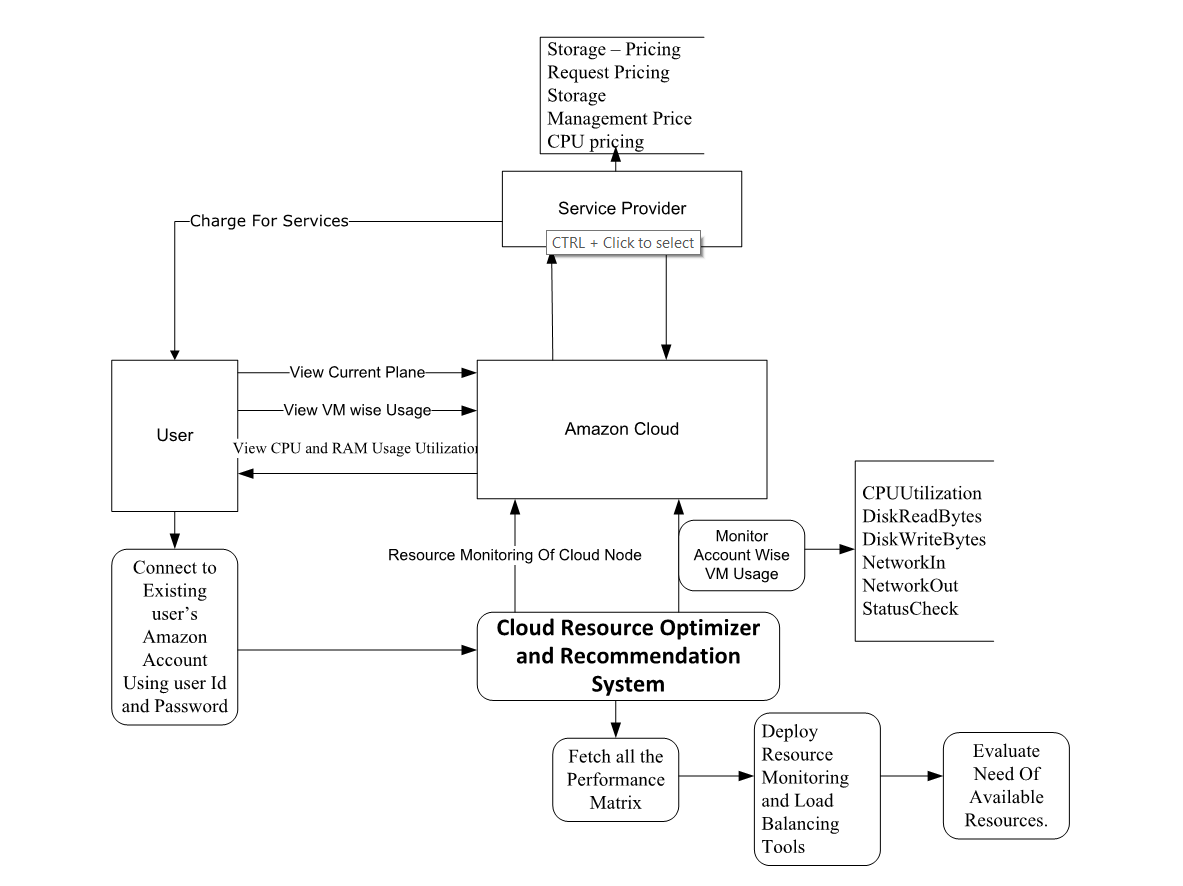 Storage – Pricing
Request Pricing
Storage
Management Price
CPU pricing
Service Provider
CTRL + Click to select
Charge For Services
View Current Plane
View VM wise Usage
User
Amazon Cloud
View CPU and RAM Usage Utilization
CPUUtilization
DiskReadBytes
DiskWriteBytes
NetworkIn
NetworkOut
StatusCheck
Monitor
Account Wise
VM Usage
Resource Monitoring Of Cloud Node
Connect to
Existing
user’s
Amazon
Account
Using user Id
and Password
Cloud Resource Optimizer
and Recommendation
System
Fetch all the
Performance
Matrix
Deploy
Resource
Monitoring
and Load
Balancing
Tools
Evaluate
Need Of
Available
Resources.